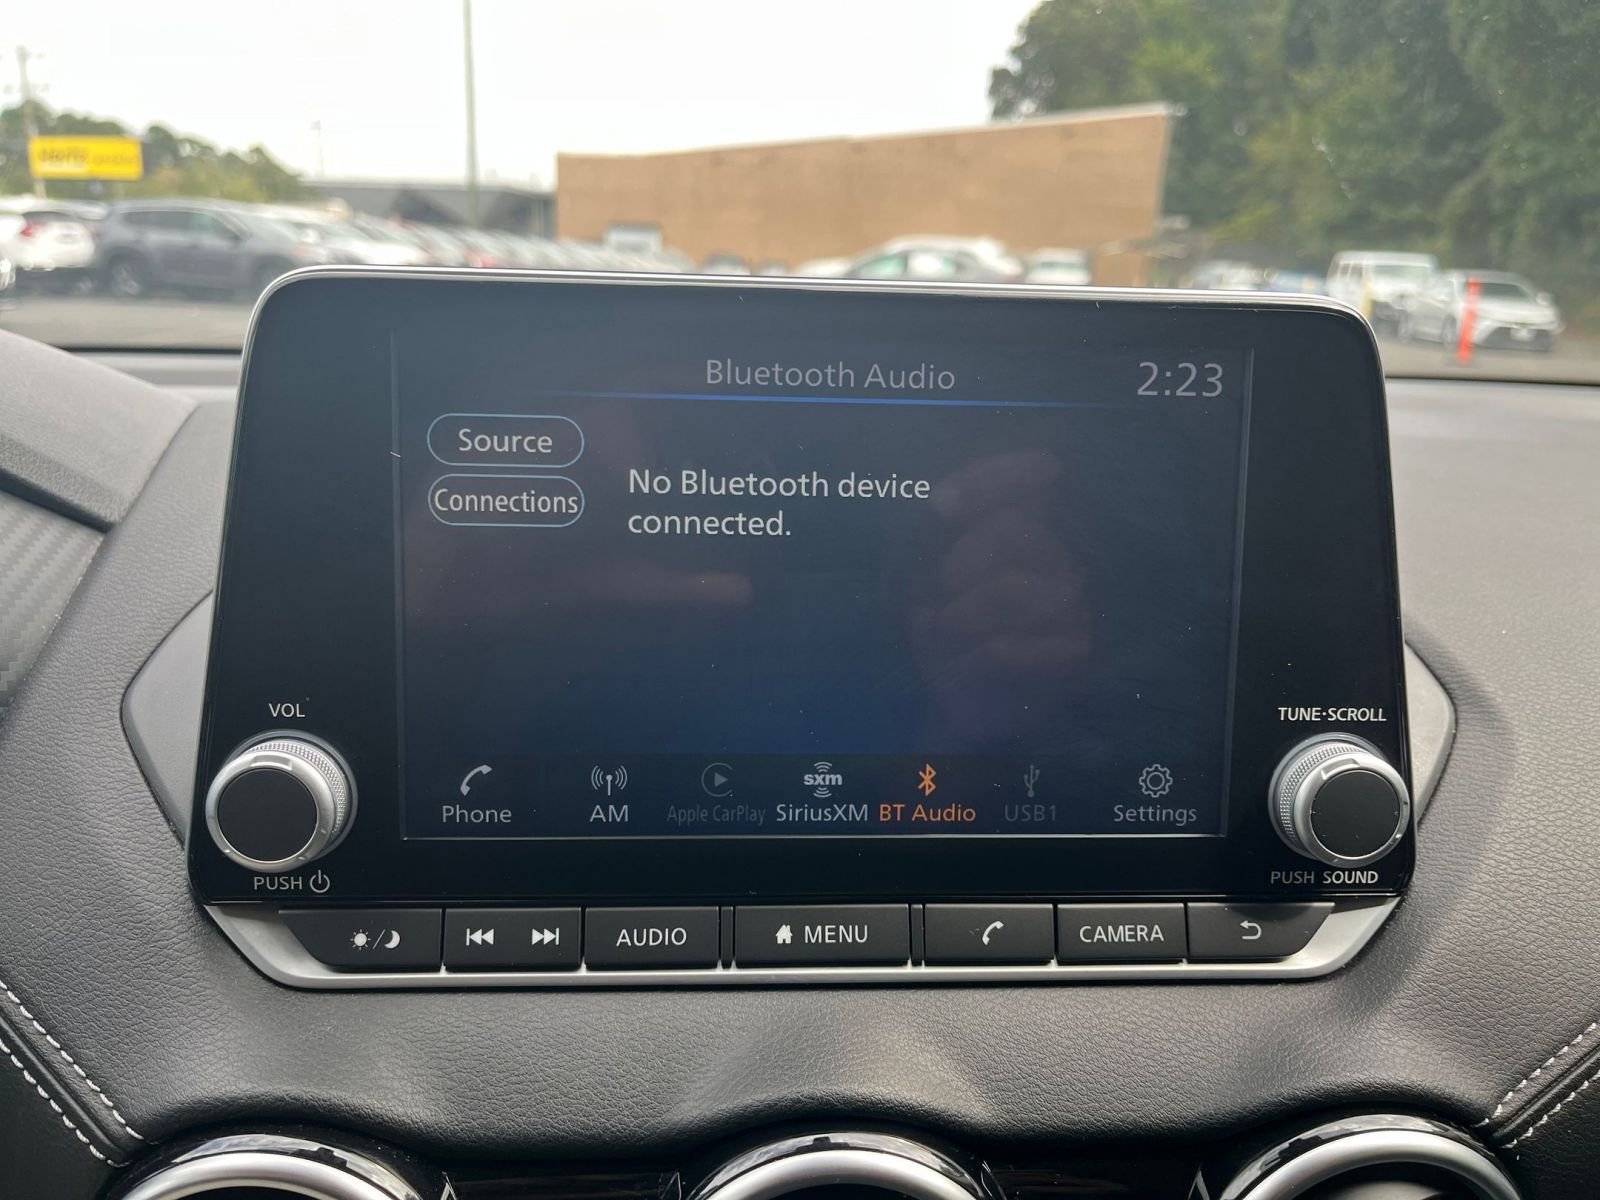 Bluetooth Audio
2:23
Source
No Bluetooth device
connected.
Connections
VOL
TUNE·SCROLL
Phone
AM
Apple CarPlay
sxm
SiriusXM
BT Audio
USB1
Settings
PUSH
PUSH SOUND
AUDIO
MENU
CAMERA